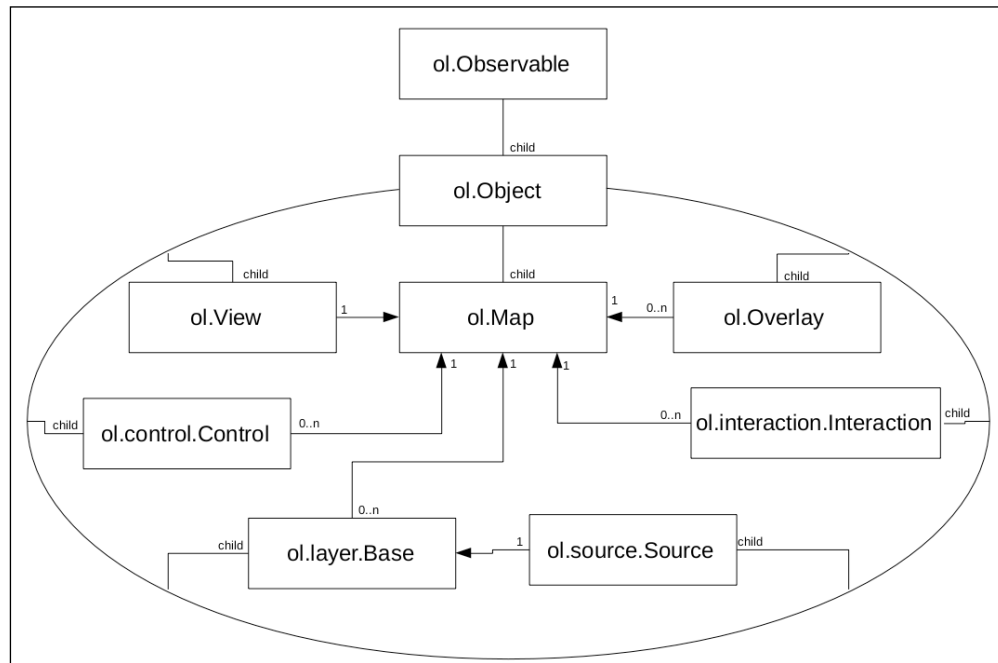 ol.Observable
child
ol.Object
child
child
child
ol.View
1
ol.Map
1
0..n
ol.Overlay
1
1
1
child
ol.control.Control
0..n
0..n
ol.interaction.Interaction
child
0..n
child
ol.layer.Base
1
ol.source.Source
child